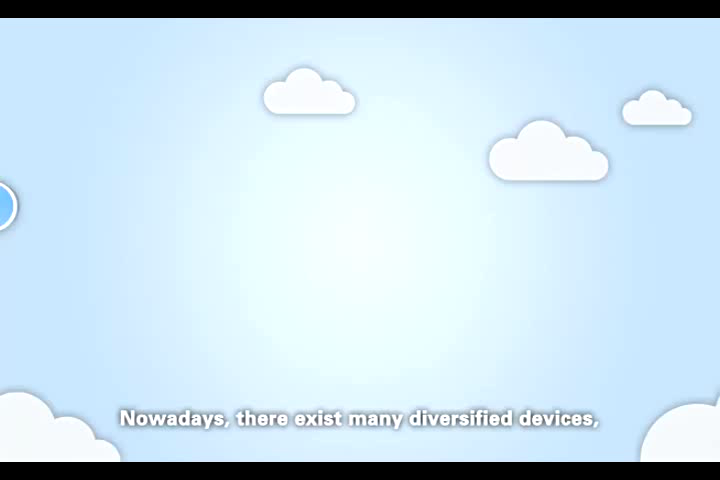 Nowadays, there exist many diversified devices,